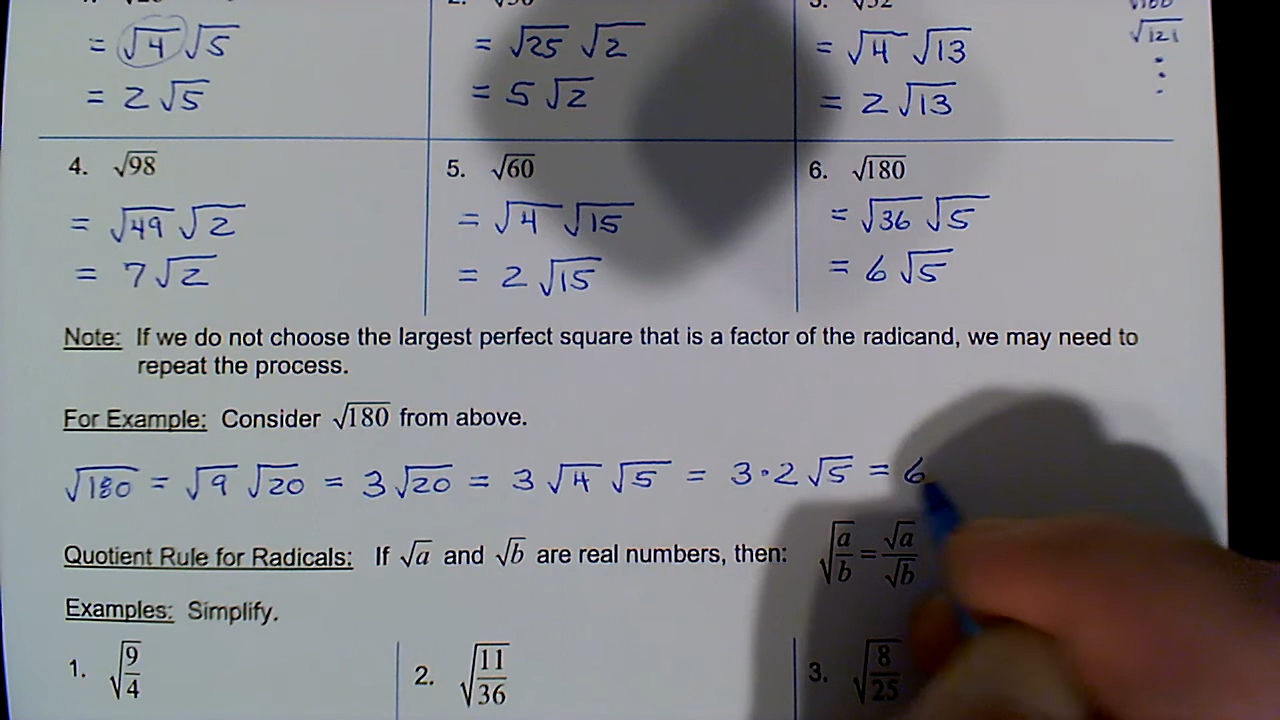 = √4 √5 = √25 √2 = √4 √13 √121
= 2√5 = 5√2 = 2√13
4. √98 5. √60 6. √180
= √49 √2 = √4 √15 = √36 √5
= 7√2 = 2√15 = 6√5
Note: If we do not choose the largest perfect square that is a factor of the radicand, we may need to
repeat the process.
For Example: Consider √180 from above.
√180 = √9 √20 = 3√20 = 3√4 √5 = 3·2√5 = 6
Quotient Rule for Radicals: If √a and √b are real numbers, then: √(a/b) = √a/√b
Examples: Simplify.
1. √(9/4) 2. √(11/36) 3. √(8/25)